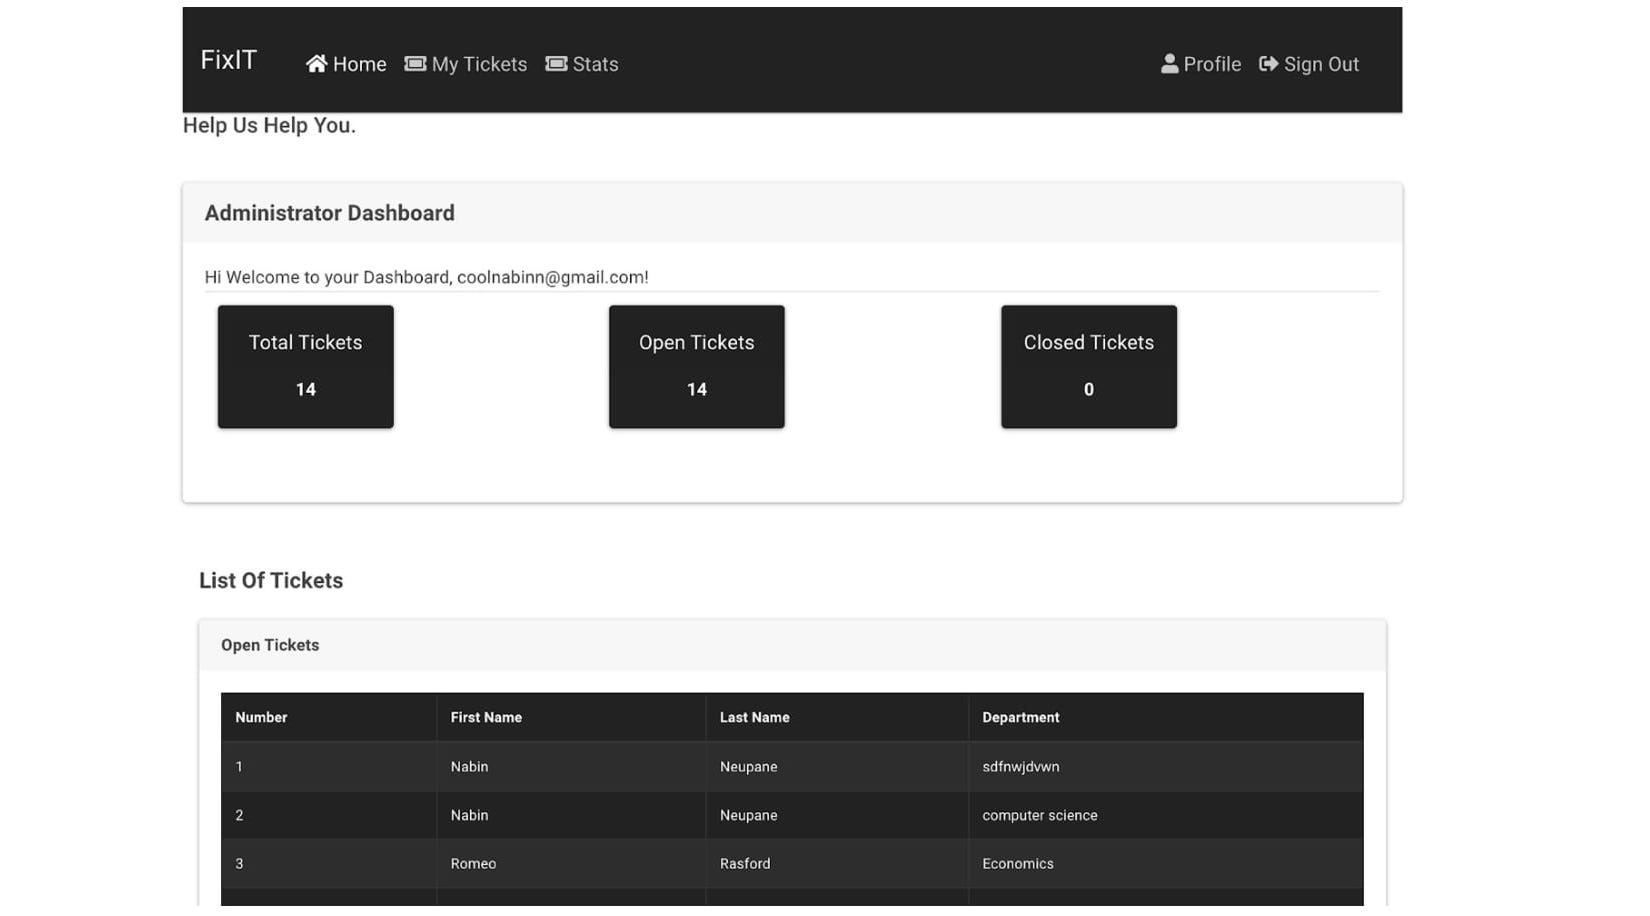 FixIT Home My Tickets Stats Profile Sign Out
Help Us Help You.
Administrator Dashboard
Hi Welcome to your Dashboard, coolnabinn@gmail.com!
Total Tickets Open Tickets Closed Tickets
14 14 0
List Of Tickets
Open Tickets
Number First Name Last Name Department
1 Nabin Neupane sdfnwjdvwn
2 Nabin Neupane computer science
3 Romeo Rasford Economics